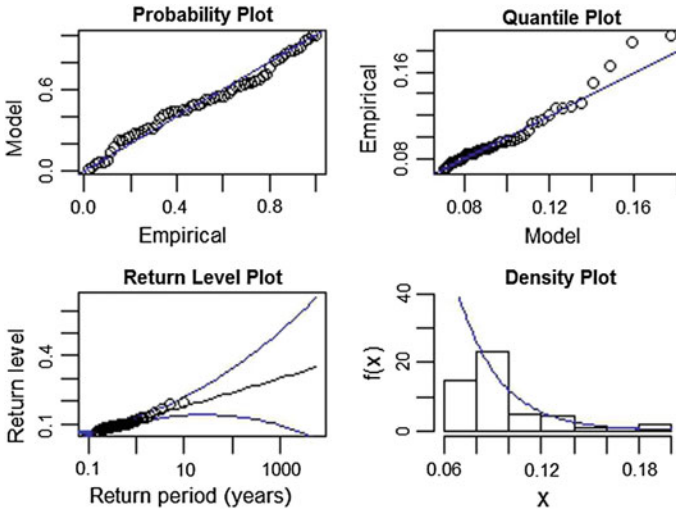 Probability Plot
Model
0.0 0.6
0.0 0.4 0.8
Empirical
Quantile Plot
Empirical
0.08 0.16
0.08 0.12 0.16
Model
Return Level Plot
Return level
0.1 0.4
0.1 10 1000
Return period (years)
Density Plot
f(x)
0 20 40
0.06 0.12 0.18
X